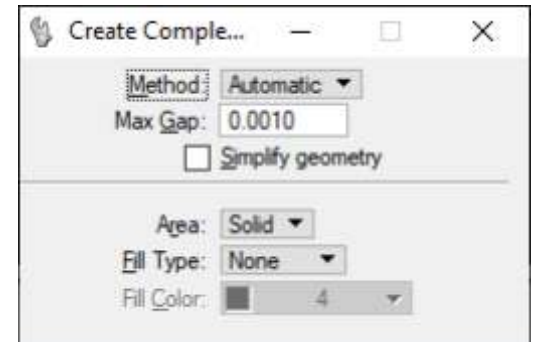 Create Comple...
Method: Automatic
Max Gap: 0.0010
Simplify geometry
Area: Solid
Fill Type: None
Fill Color: 4